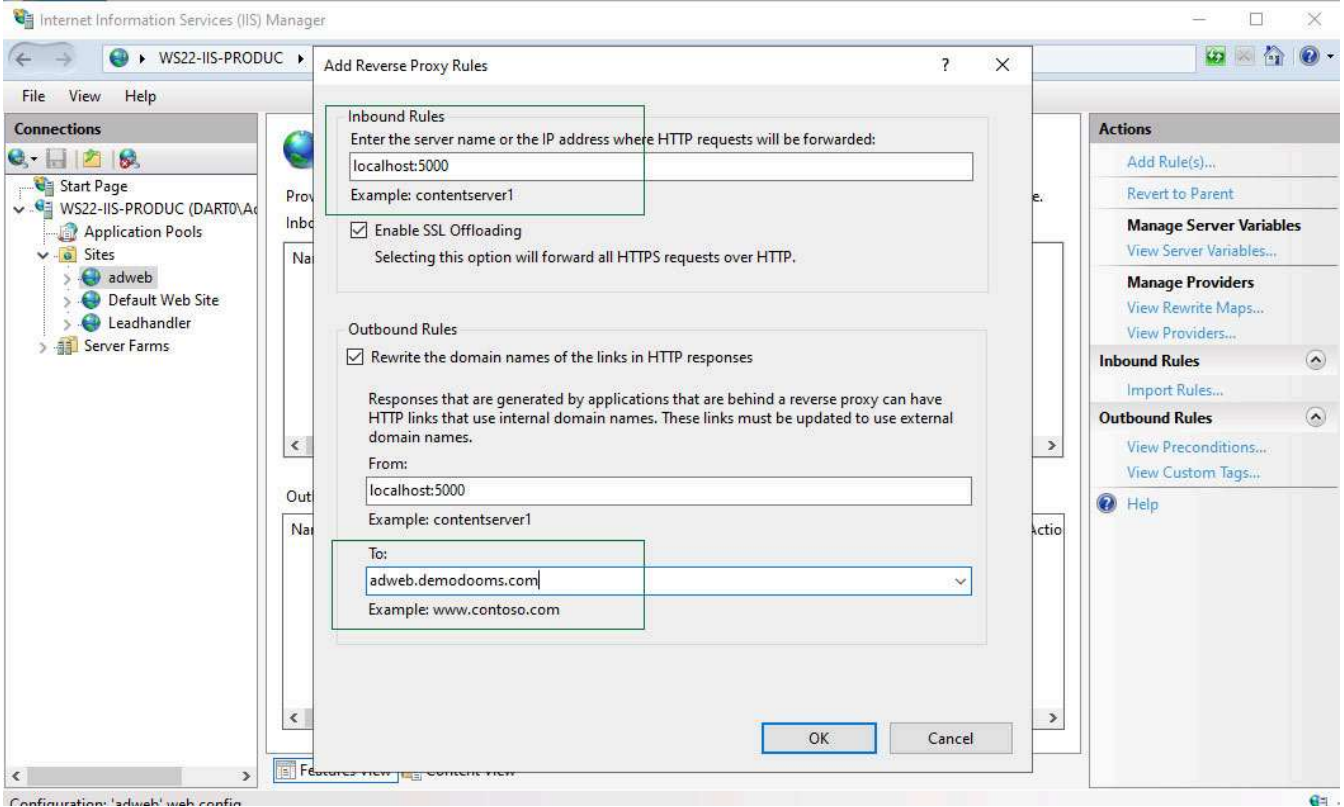 Internet Information Services (IIS) Manager
WS22-IIS-PRODUC
File View Help
Connections
Start Page
WS22-IIS-PRODUC (DART0\Ad
Application Pools
Sites
adweb
Default Web Site
Leadhandler
Server Farms
Add Reverse Proxy Rules
Inbound Rules
Enter the server name or the IP address where HTTP requests will be forwarded:
localhost:5000
Example: contentserver1
Enable SSL Offloading
Selecting this option will forward all HTTPS requests over HTTP.
Outbound Rules
Rewrite the domain names of the links in HTTP responses
Responses that are generated by applications that are behind a reverse proxy can have
HTTP links that use internal domain names. These links must be updated to use external
domain names.
From:
localhost:5000
Example: contentserver1
To:
adweb.demodooms.com
Example: www.contoso.com
OK Cancel
Prov
Inbo
Na
Out
Na
e.
Actio
Actions
Add Rule(s)...
Revert to Parent
Manage Server Variables
View Server Variables...
Manage Providers
View Rewrite Maps...
View Providers...
Inbound Rules
Import Rules...
Outbound Rules
View Preconditions...
View Custom Tags...
Help
Features View Content View
Configuration: 'adweb' web.config